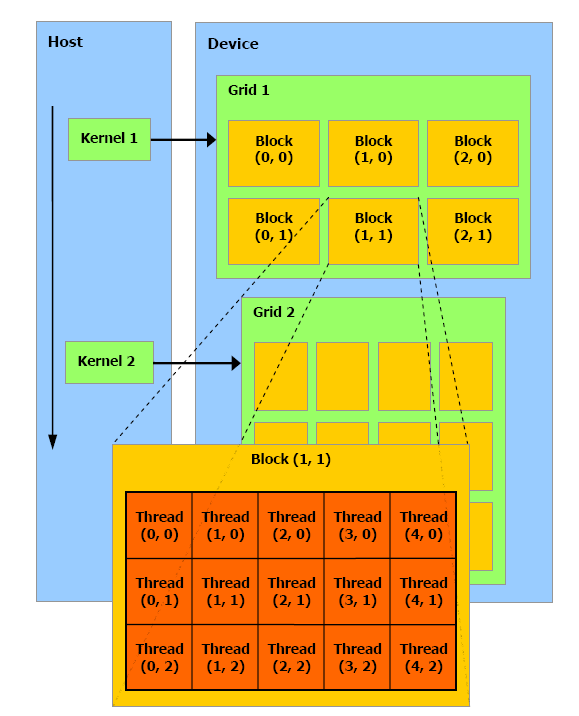 Host
Device
Grid 1
Kernel 1
Block
(0, 0)
Block
(1, 0)
Block
(2, 0)
Block
(0, 1)
Block
(1, 1)
Block
(2, 1)
Grid 2
Kernel 2
Block (1, 1)
Thread
(0, 0)
Thread
(1, 0)
Thread
(2, 0)
Thread
(3, 0)
Thread
(4, 0)
Thread
(0, 1)
Thread
(1, 1)
Thread
(2, 1)
Thread
(3, 1)
Thread
(4, 1)
Thread
(0, 2)
Thread
(1, 2)
Thread
(2, 2)
Thread
(3, 2)
Thread
(4, 2)